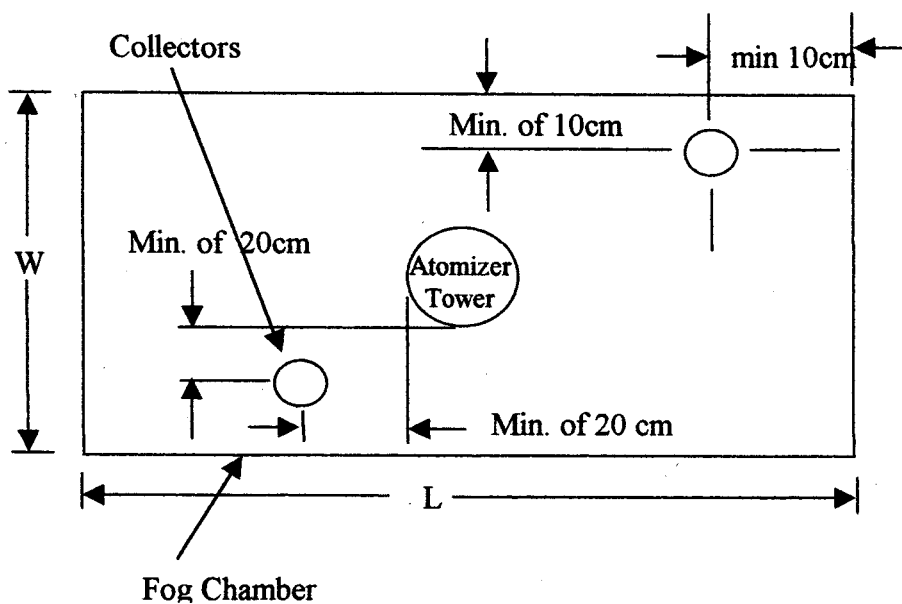 Collectors
min 10cm
Min. of 10cm
Min. of 20cm
W
Atomizer
Tower
Min. of 20 cm
L
Fog Chamber